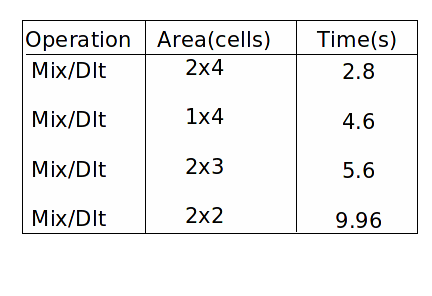 Operation Area(cells) Time(s)
Mix/Dlt 2x4 2.8
Mix/Dlt 1x4 4.6
Mix/Dlt 2x3 5.6
Mix/Dlt 2x2 9.96